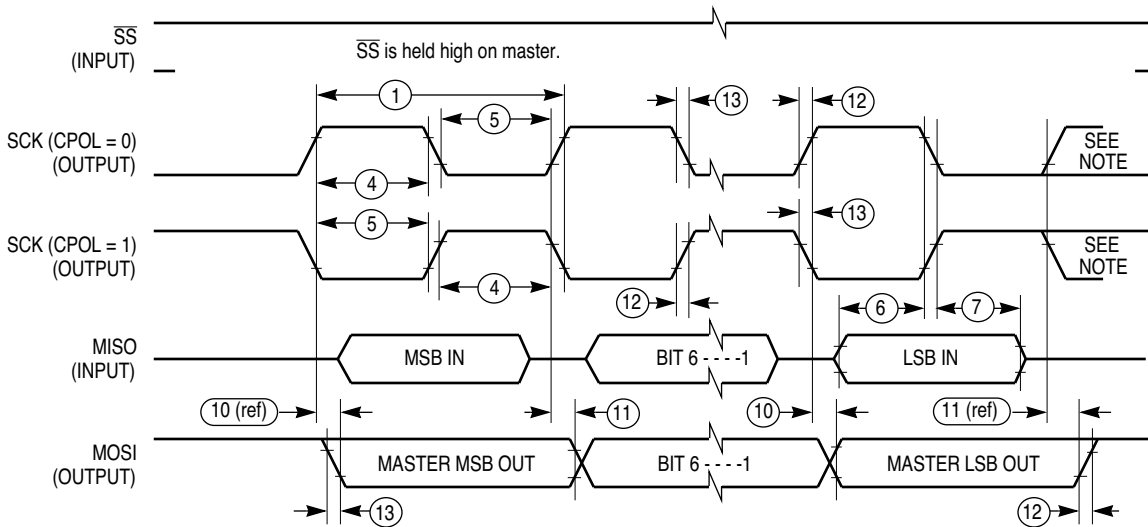 SS
(INPUT)
SS is held high on master.
1
5
13
12
SCK (CPOL = 0)
(OUTPUT)
SEE
NOTE
4
5
13
SCK (CPOL = 1)
(OUTPUT)
SEE
NOTE
4
12
6
7
MISO
(INPUT)
MSB IN
BIT 6 - - - -1
LSB IN
10 (ref)
11
10
11 (ref)
MOSI
(OUTPUT)
MASTER MSB OUT
BIT 6 - - - -1
MASTER LSB OUT
13
12